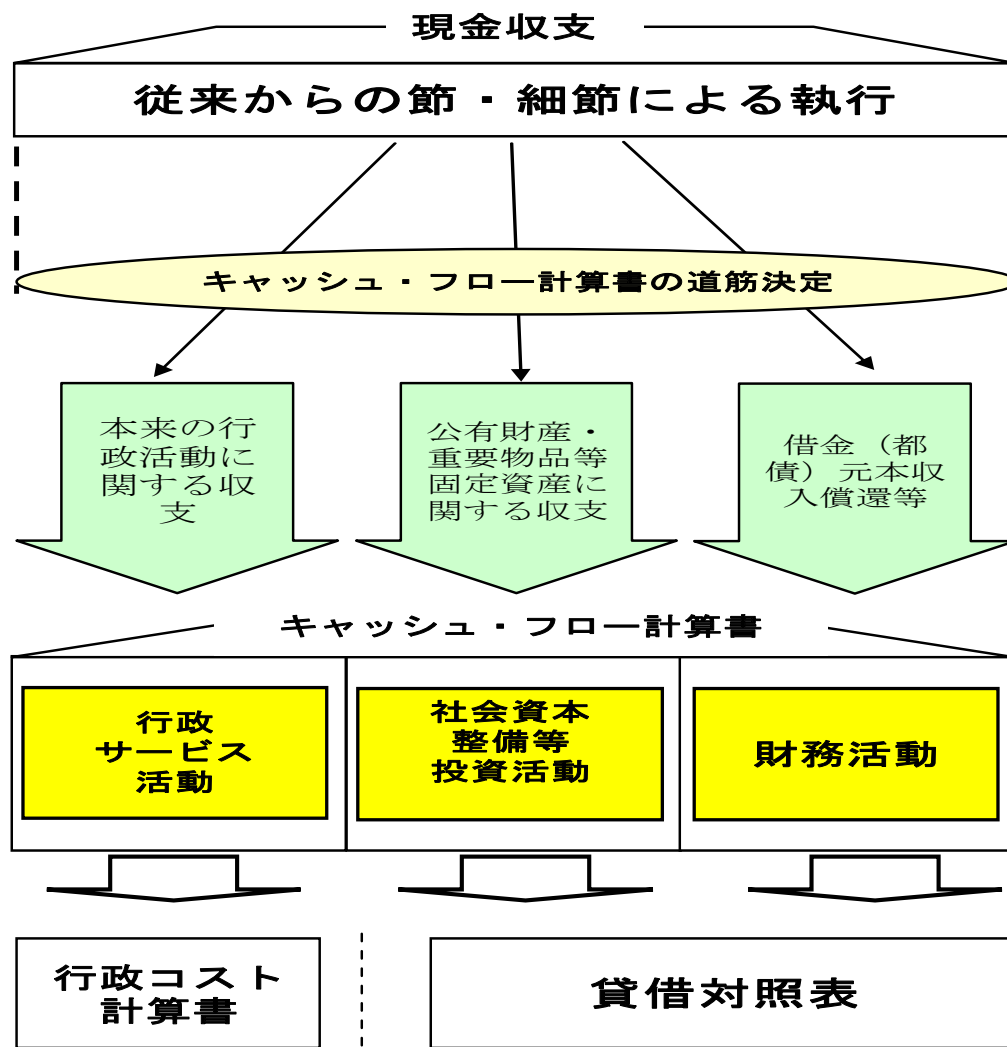 現金収支
従来からの節・細節による執行
キャッシュ・フロー計算書の道筋決定
本来の行
政活動に
関する収
支
公有財産・
重要物品等
固定資産に
関する収支
借金（都
債）元本収
入償還等
キャッシュ・フロー計算書
行政
サービス
活動
社会資本
整備等
投資活動
財務活動
行政コスト
計算書
貸借対照表